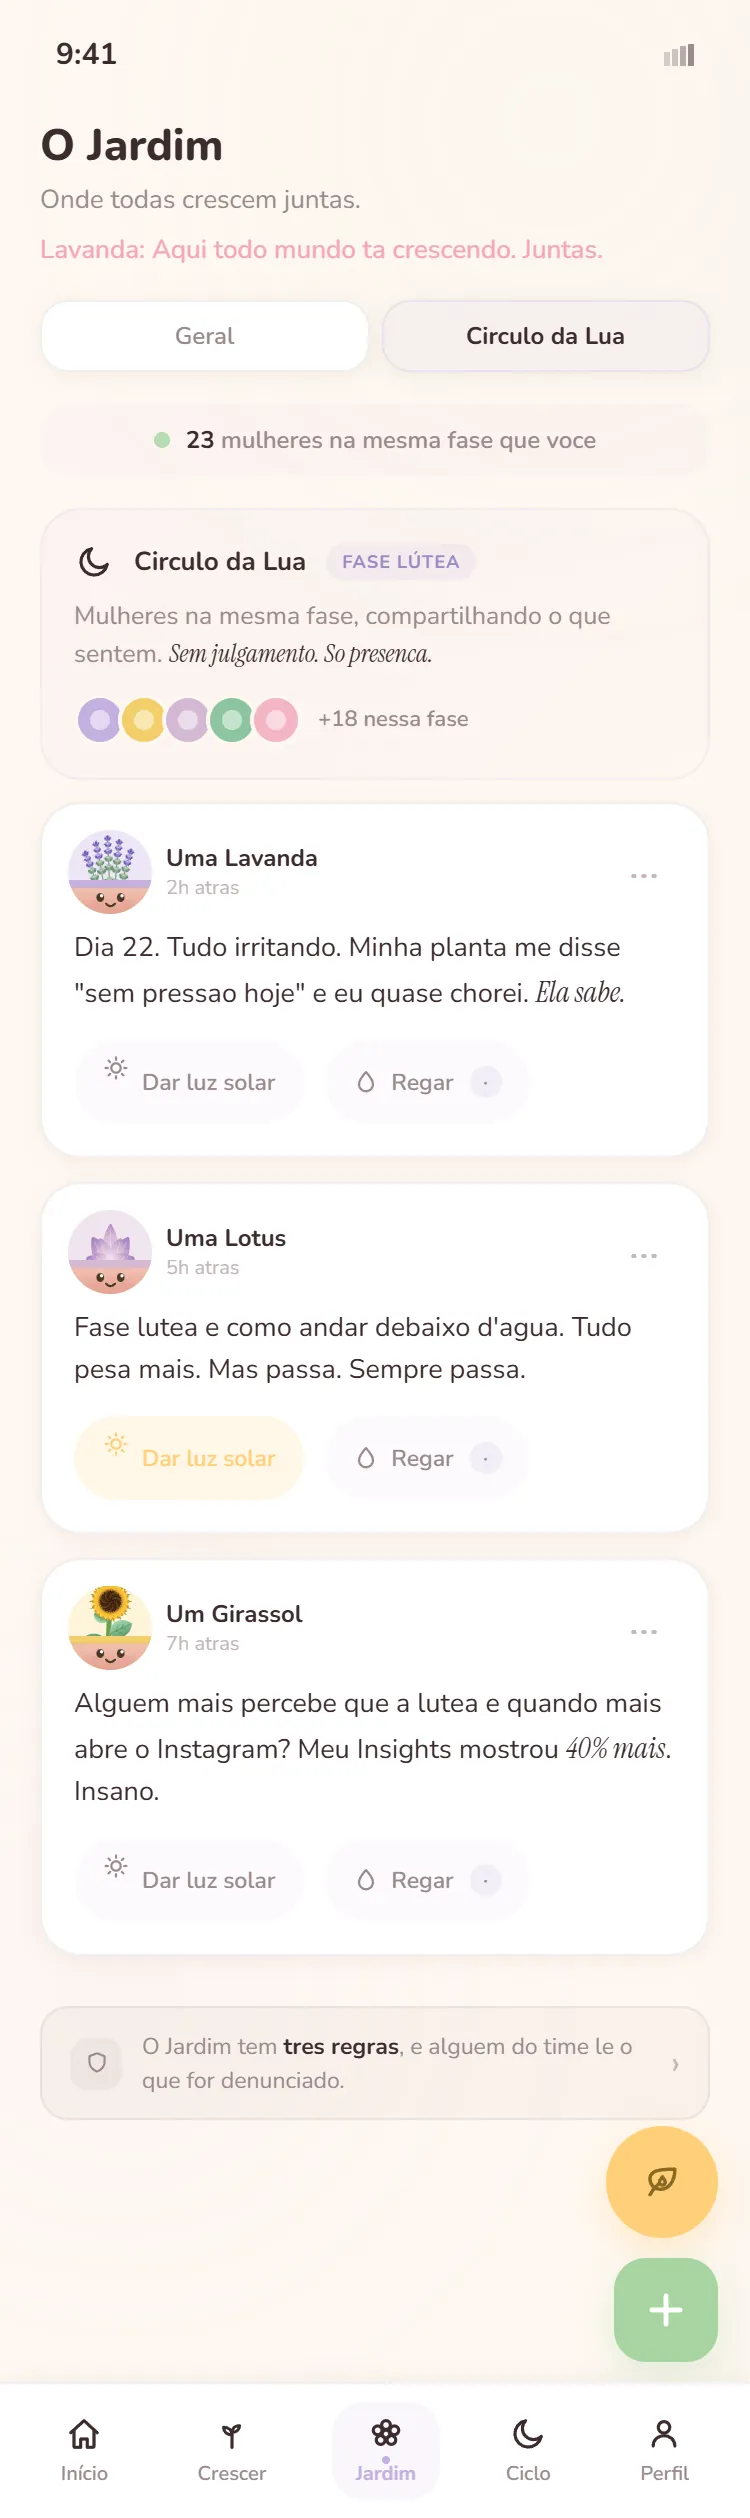 9:41
O Jardim
Onde todas crescem juntas.
Lavanda: Aqui todo mundo ta crescendo. Juntas.
Geral
Circulo da Lua
23 mulheres na mesma fase que voce
Circulo da Lua
FASE LÚTEA
Mulheres na mesma fase, compartilhando o que
sentem. Sem julgamento. So presenca.
+18 nessa fase
Uma Lavanda
2h atras
Dia 22. Tudo irritando. Minha planta me disse
"sem pressao hoje" e eu quase chorei. Ela sabe.
Dar luz solar
Regar
Uma Lotus
5h atras
Fase lutea e como andar debaixo d'agua. Tudo
pesa mais. Mas passa. Sempre passa.
Dar luz solar
Regar
Um Girassol
7h atras
Alguem mais percebe que a lutea e quando mais
abre o Instagram? Meu Insights mostrou 40% mais.
Insano.
Dar luz solar
Regar
O Jardim tem tres regras, e alguem do time le o
que for denunciado.
Início
Crescer
Jardim
Ciclo
Perfil